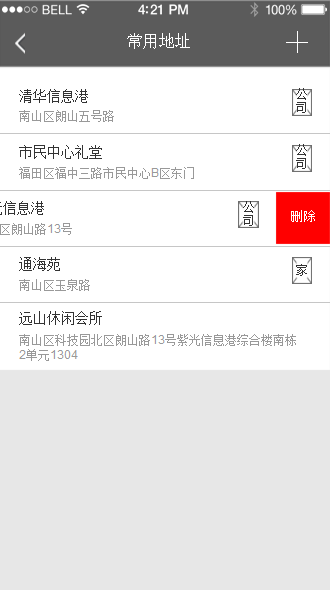 BELL 4:21 PM 100%
常用地址
清华信息港
公司
南山区朗山五号路
市民中心礼堂
公司
福田区福中三路市民中心B区东门
信息港
公司
删除
区朗山路13号
通海苑
家
南山区玉泉路
远山休闲会所
南山区科技园北区朗山路13号紫光信息港综合楼南栋
2单元1304